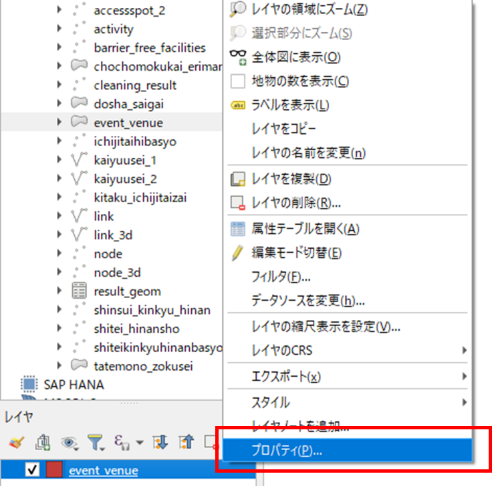 accessspot_2
activity
barrier_free_facilities
chochomokukai_erimar
cleaning_result
dosha_saigai
event_venue
ichijitaihibasyo
kaiyuusei_1
kaiyuusei_2
kitaku_ichijitaizai
link
link_3d
node
node_3d
result_geom
shinsui_kinkyu_hinan
shitei_hinansho
shiteikinkyuhinanbasyo
tatemono_zokusei
SAP HANA
レイヤ
event_venue
レイヤの領域にズーム(Z)
選択部分にズーム(S)
全体図に表示(O)
地物の数を表示(C)
ラベルを表示(L)
レイヤをコピー
レイヤの名前を変更(n)
レイヤを複製(D)
レイヤの削除(R)...
属性テーブルを開く(A)
編集モード切替(E)
フィルタ(F)...
データソースを変更(h)...
レイヤの縮尺表示を設定(V)...
レイヤのCRS
エクスポート(x)
スタイル
レイヤノートを追加...
プロパティ(P)...